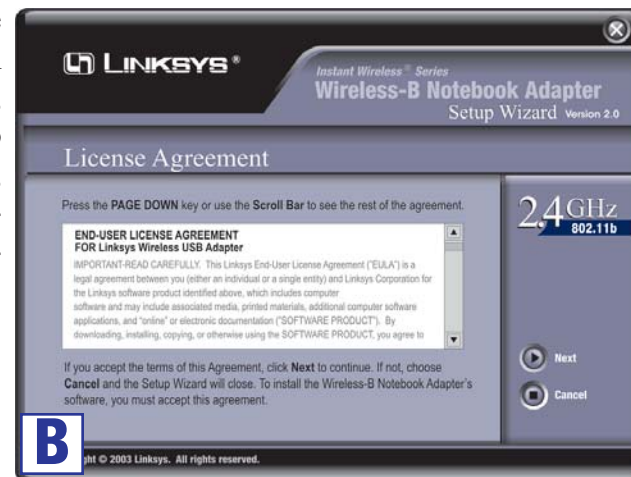 LINKSYS®
Instant Wireless® Series
Wireless-B Notebook Adapter
Setup Wizard Version 2.0
License Agreement
Press the PAGE DOWN key or use the Scroll Bar to see the rest of the agreement.
END-USER LICENSE AGREEMENT
FOR Linksys Wireless USB Adapter
IMPORTANT-READ CAREFULLY. This Linksys End-User License Agreement ("EULA") is a
legal agreement between you (either an individual or a single entity) and Linksys Corporation for
the Linksys software product identified above, which includes computer
software and may include associated media, printed materials, additional computer software
applications, and "online" or electronic documentation ("SOFTWARE PRODUCT"). By
downloading, installing, copying, or otherwise using the SOFTWARE PRODUCT, you agree to
If you accept the terms of this Agreement, click Next to continue. If not, choose
Cancel and the Setup Wizard will close. To install the Wireless-B Notebook Adapter's
software, you must accept this agreement.
2.4GHz
802.11b
Next
Cancel
B
© 2003 Linksys. All rights reserved.